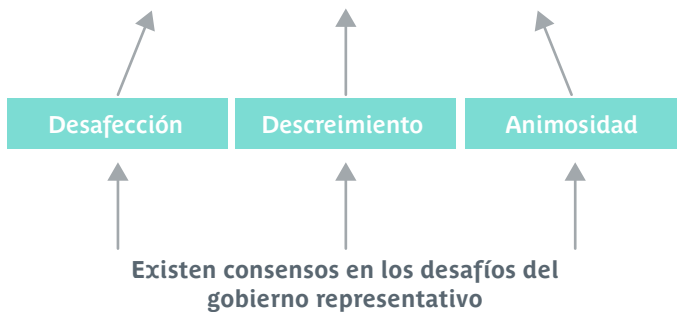 Desafección
Descreimiento
Animosidad
Existen consensos en los desafíos del
gobierno representativo